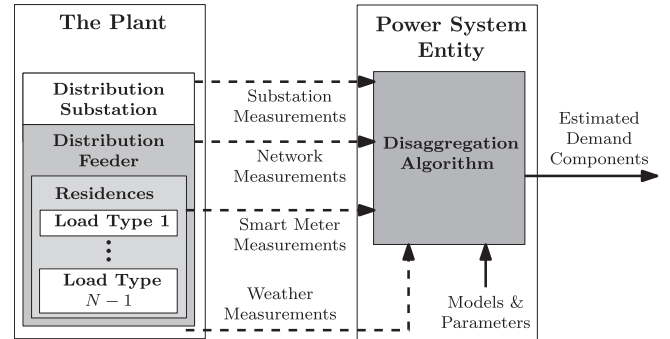 The Plant
Distribution
Substation
Distribution
Feeder
Residences
Load Type 1
Load Type
N − 1
Substation
Measurements
Network
Measurements
Smart Meter
Measurements
Weather
Measurements
Power System
Entity
Disaggregation
Algorithm
Models &
Parameters
Estimated
Demand
Components